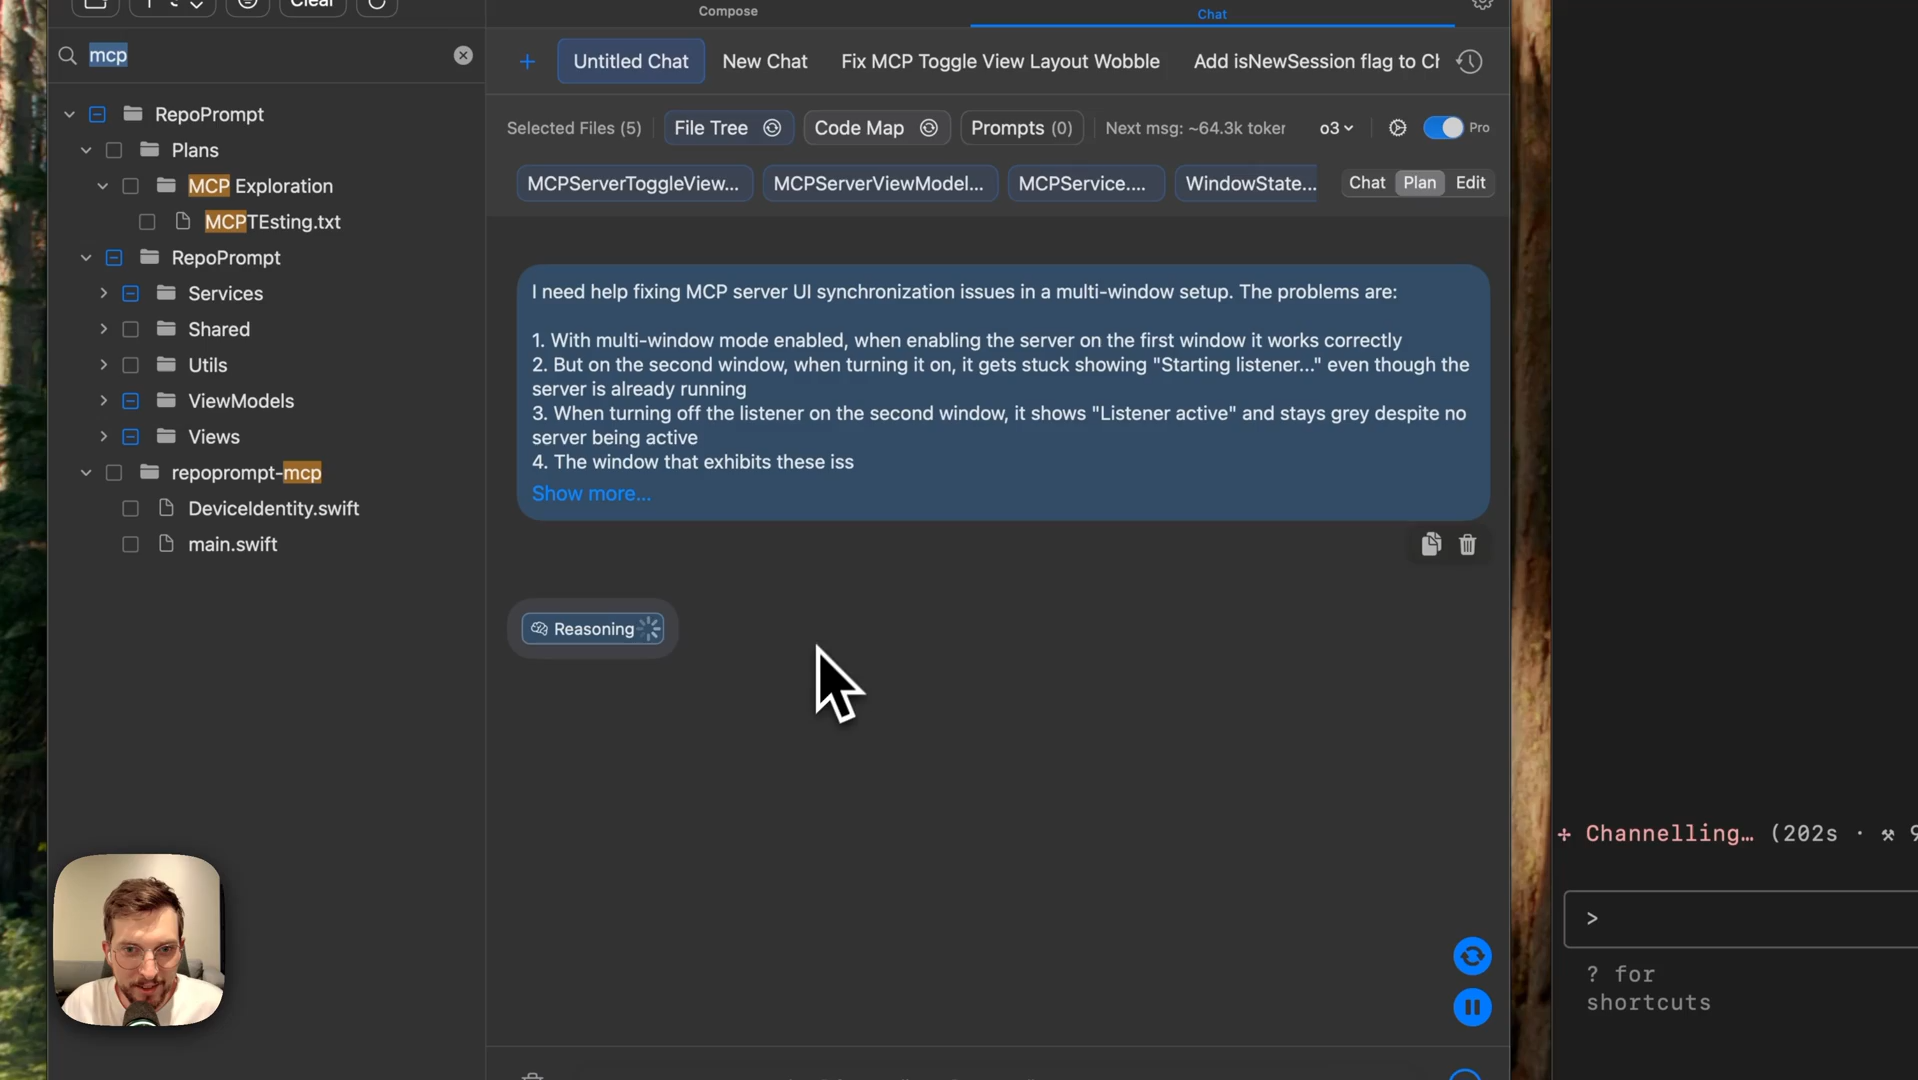 Clear
Compose
Chat
mcp
Untitled Chat
New Chat
Fix MCP Toggle View Layout Wobble
Add isNewSession flag to Ch
RepoPrompt
Plans
MCP Exploration
MCPTEsting.txt
RepoPrompt
Services
Shared
Utils
ViewModels
Views
repoprompt-mcp
DeviceIdentity.swift
main.swift
Selected Files (5)
File Tree
Code Map
Prompts (0)
Next msg: ~64.3k token
o3
Pro
MCPServerToggleView...
MCPServerViewModel...
MCPService....
WindowState...
Chat
Plan
Edit
I need help fixing MCP server UI synchronization issues in a multi-window setup. The problems are:
1. With multi-window mode enabled, when enabling the server on the first window it works correctly
2. But on the second window, when turning it on, it gets stuck showing "Starting listener..." even though the
server is already running
3. When turning off the listener on the second window, it shows "Listener active" and stays grey despite no
server being active
4. The window that exhibits these iss
Show more...
Reasoning
Channelling… (202s · ⚒ 9
>
? for
shortcuts